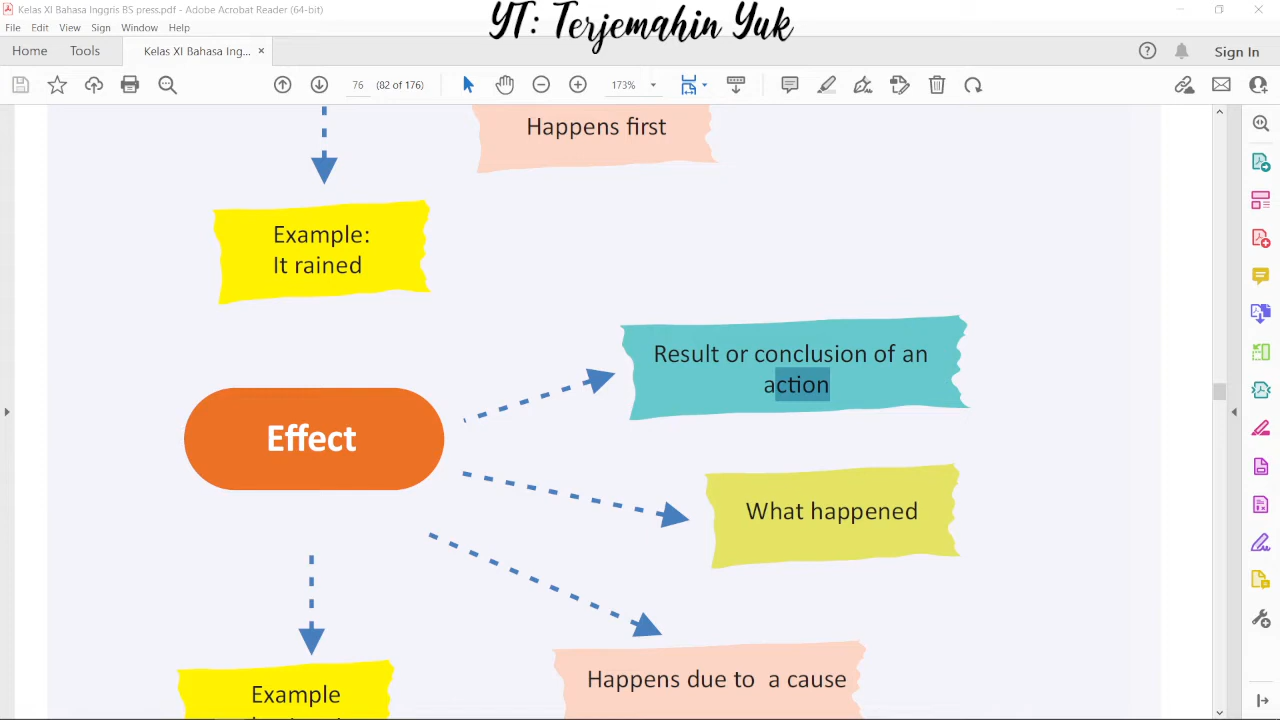 YT: Terjemahin Yuk
Kelas XI Bahasa Inggris BS press.pdf - Adobe Acrobat Reader (64-bit)
File Edit View Sign Window Help
Home Tools Kelas XI Bahasa Ing... × Sign In
76 (82 of 176) 173%
Happens first
Example:
It rained
Result or conclusion of an
action
Effect
What happened
Happens due to a cause
Example